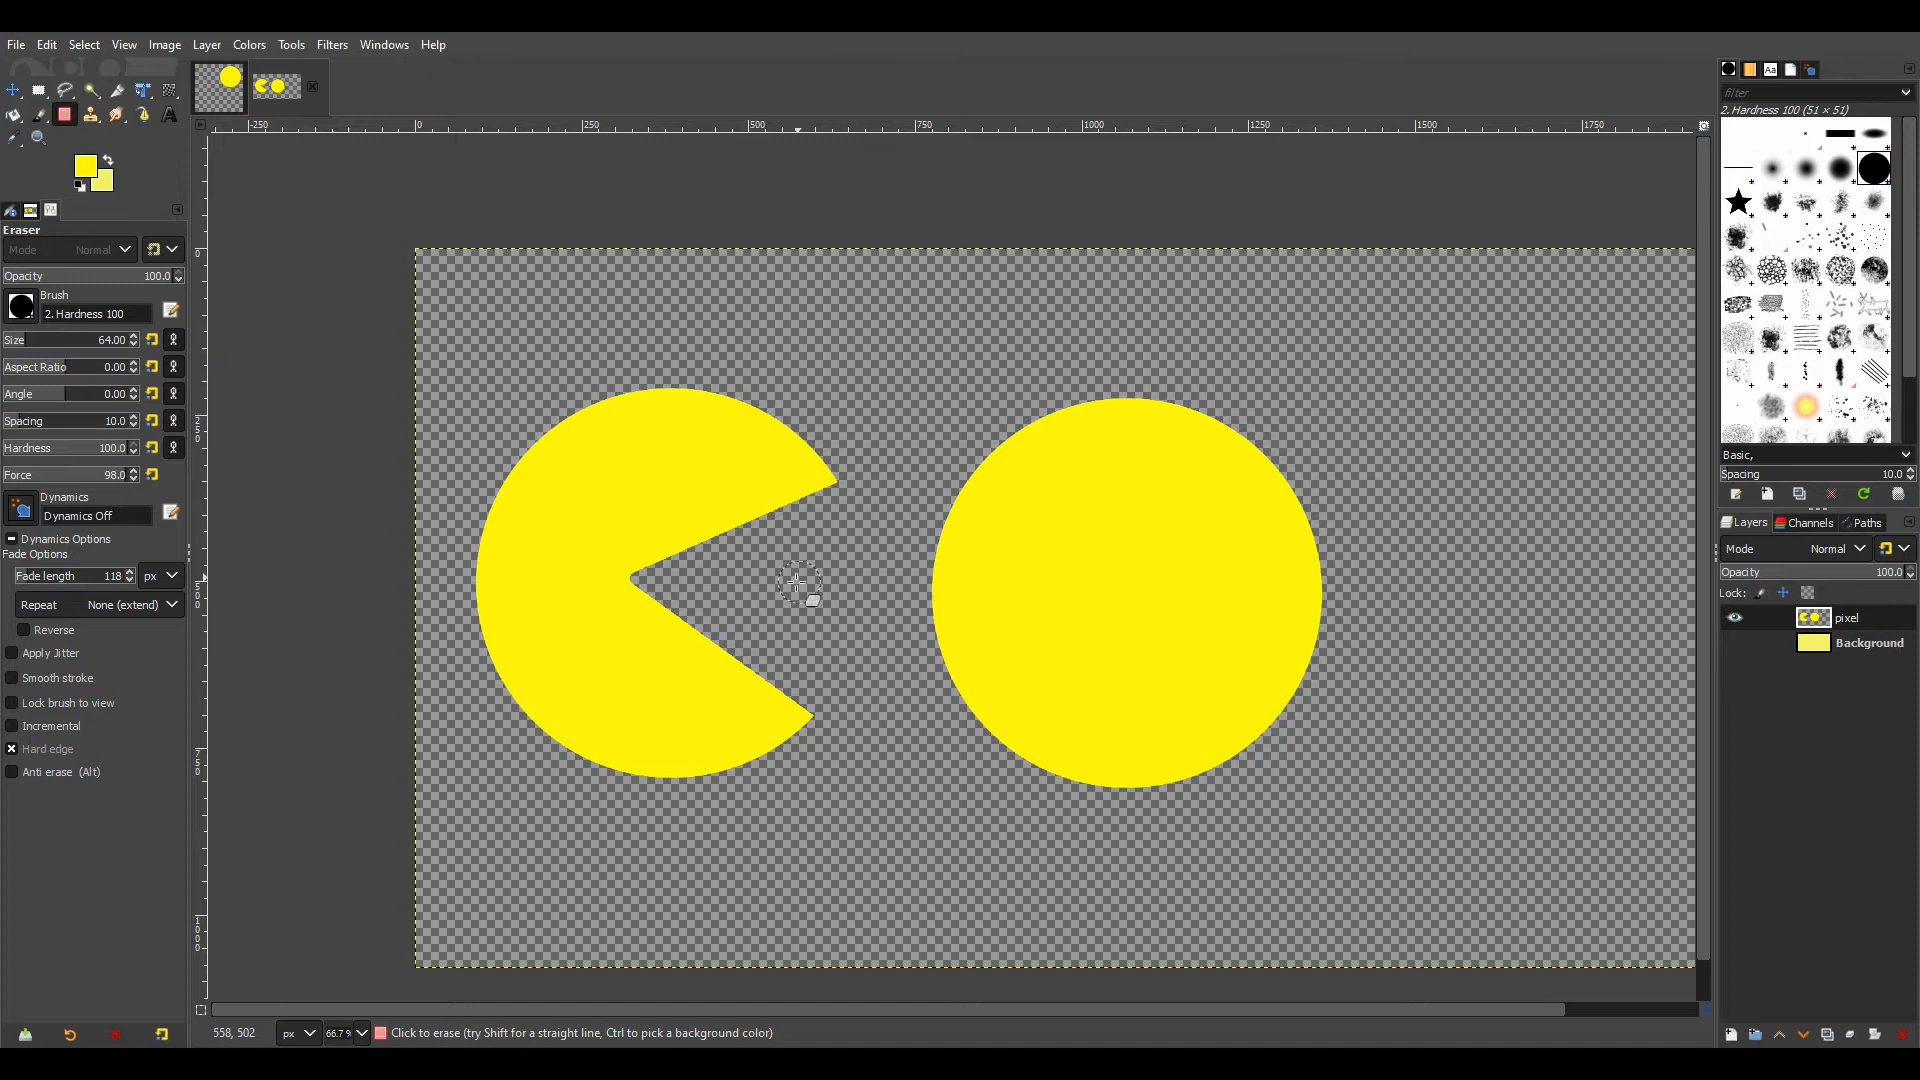 File Edit Select View Image Layer Colors Tools Filters Windows Help
-250 0 250 500 750 1000 1250 1500 1750
Eraser
Mode Normal
Opacity 100.0
Brush
2. Hardness 100
Size 64.00
Aspect Ratio 0.00
Angle 0.00
Spacing 10.0
Hardness 100.0
Force 98.0
Dynamics
Dynamics Off
Dynamics Options
Fade Options
Fade length 118 px
Repeat None (extend)
Reverse
Apply Jitter
Smooth stroke
Lock brush to view
Incremental
Hard edge
Anti erase (Alt)
0
250
500
750
1000
558, 502 px 66.7 % Click to erase (try Shift for a straight line, Ctrl to pick a background color)
Aa
filter
2. Hardness 100 (51 × 51)
Basic,
Spacing 10.0
Layers Channels Paths
Mode Normal
Opacity 100.0
Lock:
pixel
Background